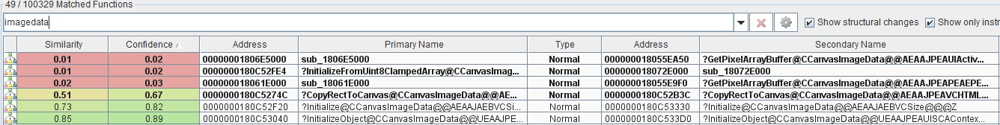 49 / 100329 Matched Functions
imagedata Show structural changes Show only instr
Similarity Confidence Address Primary Name Type Address Secondary Name
0.01 0.02 00000001806E5000 sub_1806E5000 Normal 000000018055EA50 ?GetPixelArrayBuffer@CCanvasImageData@@AEAAJPEAUIActiv...
0.01 0.02 0000000180C52FE4 ?InitializeFromUint8ClampedArray@CCanvasImag... Normal 000000018072E000 sub_18072E000
0.02 0.03 000000018061E000 sub_18061E000 Normal 000000018055E9F0 ?GetPixelArrayBuffer@CCanvasImageData@@AEAAJPEAPEAEPE...
0.51 0.67 0000000180C5274C ?CopyRectToCanvas@CCanvasImageData@@AE... Normal 0000000180C52B3C ?CopyRectToCanvas@CCanvasImageData@@AEAAJPEAVCHTML...
0.73 0.82 0000000180C52F20 ?Initialize@CCanvasImageData@@AEAAJAEBVCSi... Normal 0000000180C53330 ?Initialize@CCanvasImageData@@AEAAJAEBVCSize@@@Z
0.85 0.89 0000000180C53040 ?InitializeObject@CCanvasImageData@@UEAAJPE... Normal 0000000180C533D0 ?InitializeObject@CCanvasImageData@@UEAAJPEAUISCAContex...